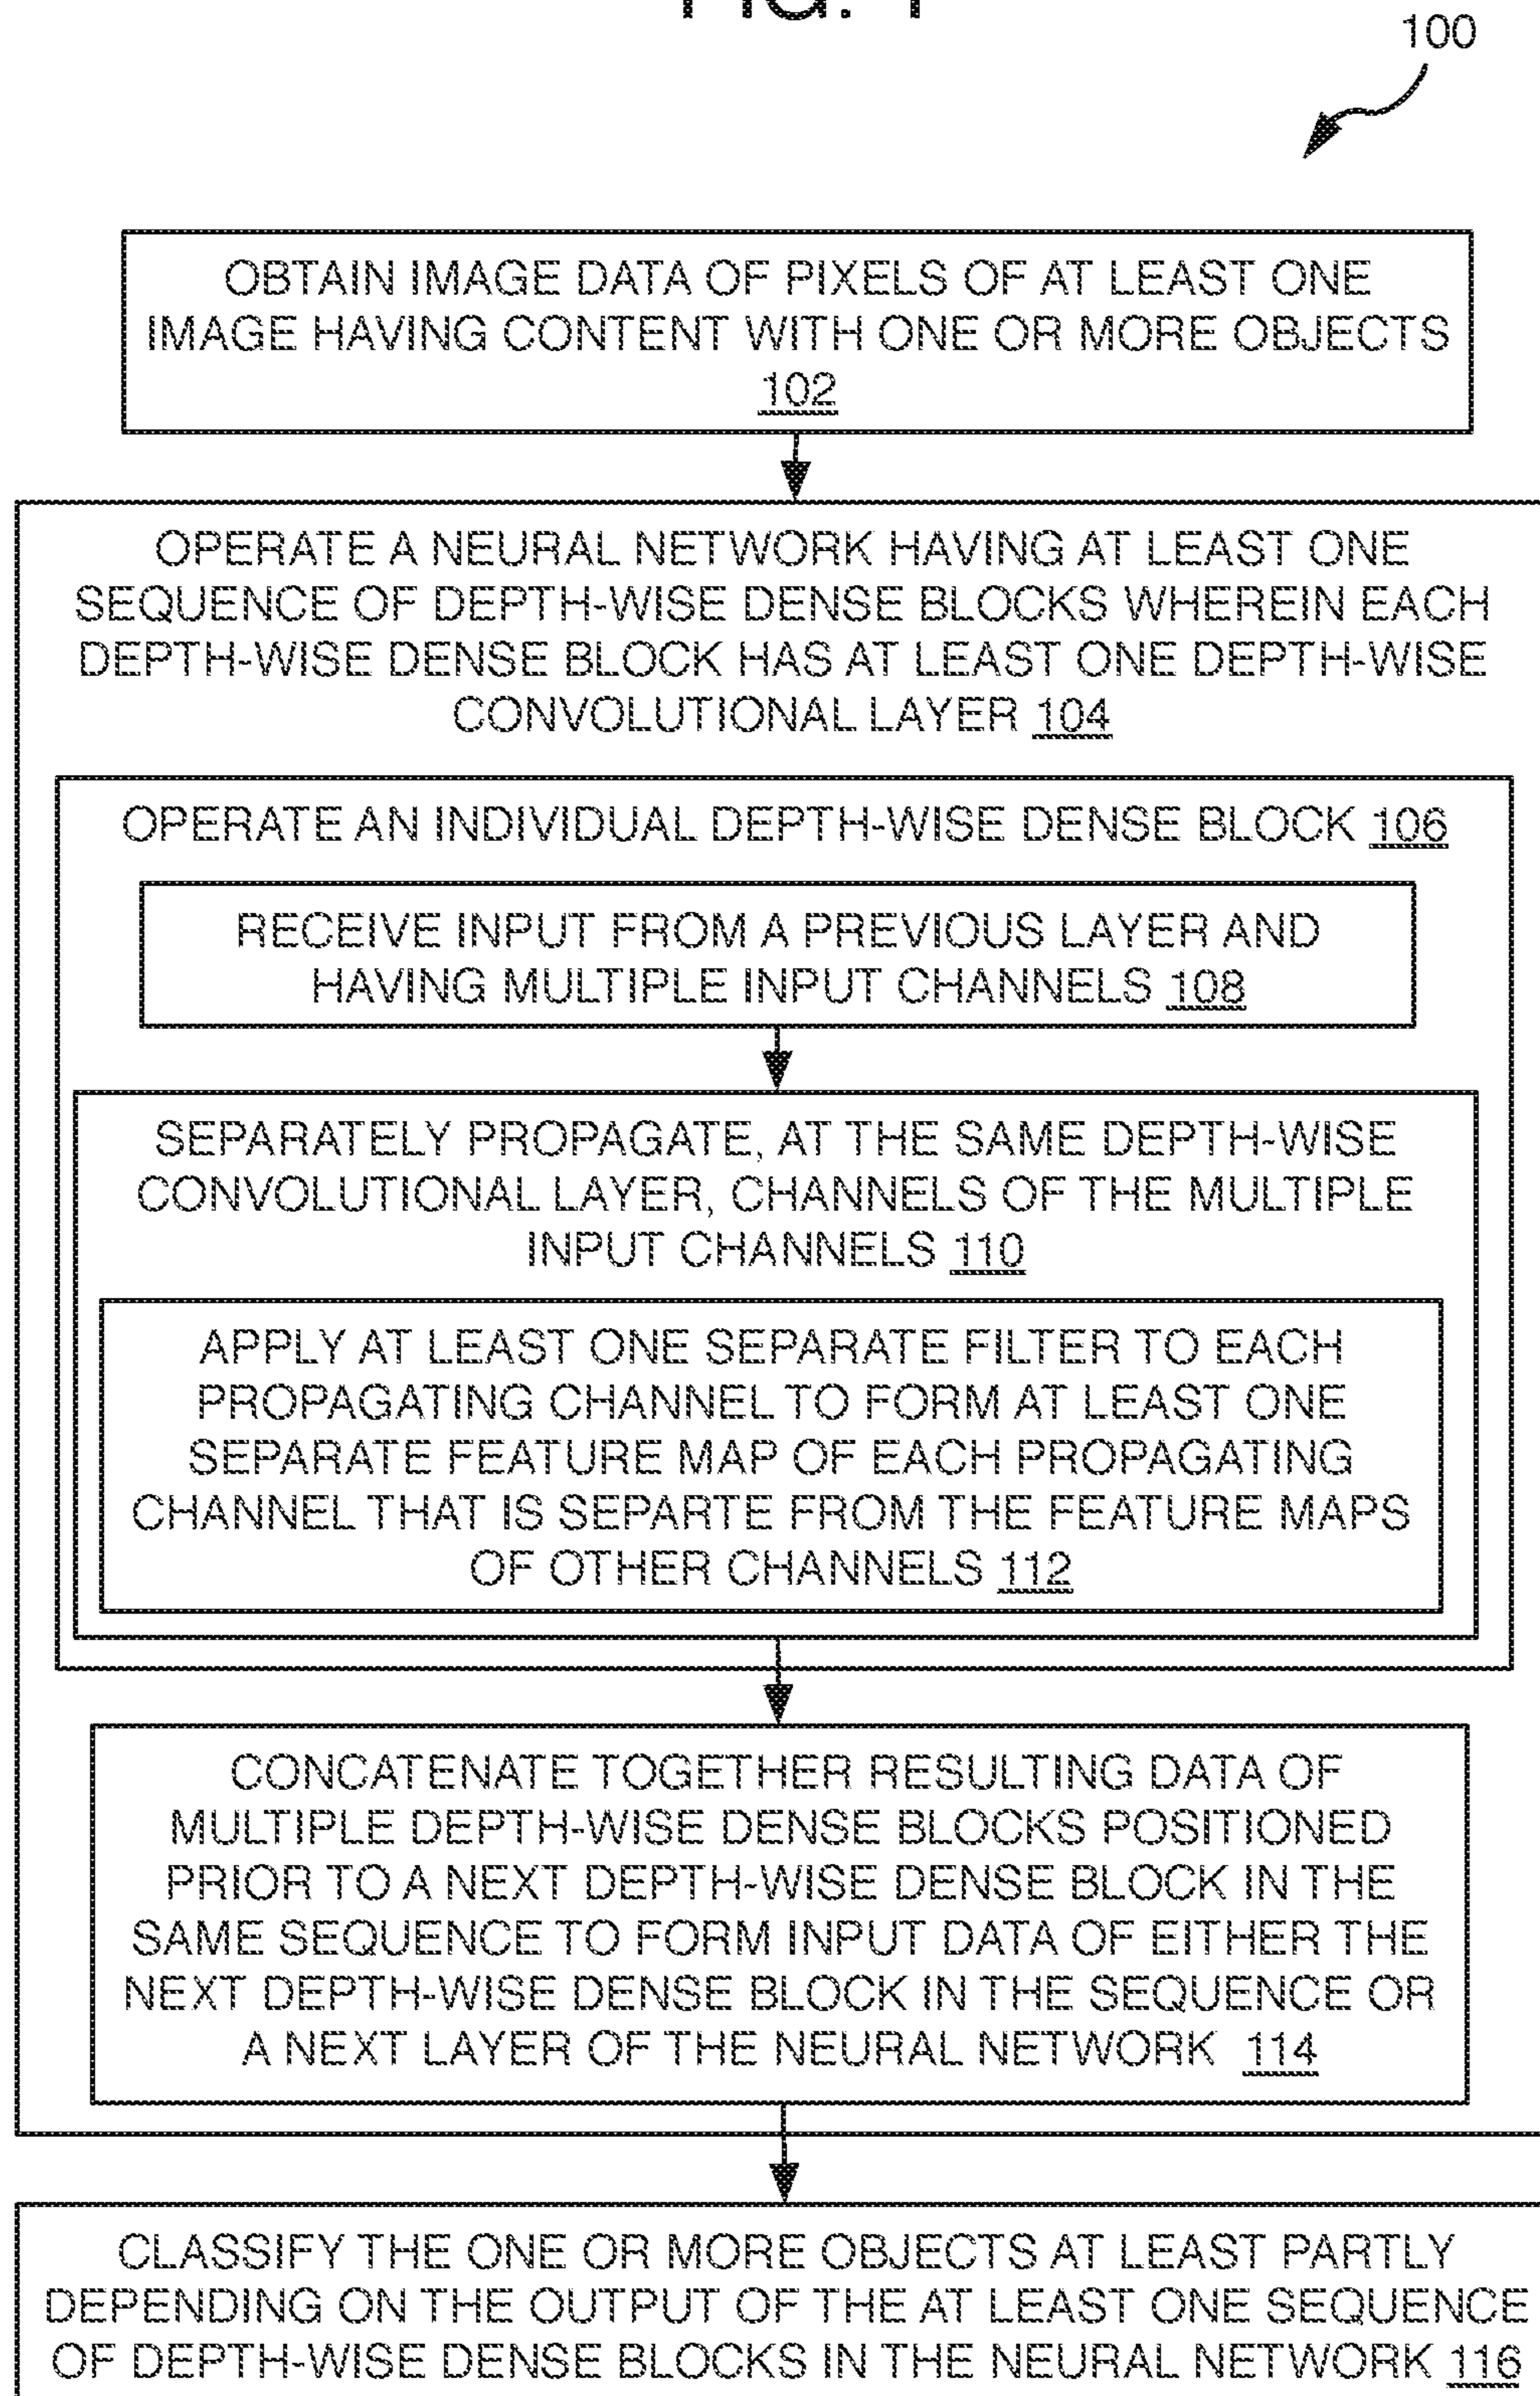 FIG. 1
100
OBTAIN IMAGE DATA OF PIXELS OF AT LEAST ONE
IMAGE HAVING CONTENT WITH ONE OR MORE OBJECTS
102
OPERATE A NEURAL NETWORK HAVING AT LEAST ONE
SEQUENCE OF DEPTH-WISE DENSE BLOCKS WHEREIN EACH
DEPTH-WISE DENSE BLOCK HAS AT LEAST ONE DEPTH-WISE
CONVOLUTIONAL LAYER 104
OPERATE AN INDIVIDUAL DEPTH-WISE DENSE BLOCK 106
RECEIVE INPUT FROM A PREVIOUS LAYER AND
HAVING MULTIPLE INPUT CHANNELS 108
SEPARATELY PROPAGATE, AT THE SAME DEPTH-WISE
CONVOLUTIONAL LAYER, CHANNELS OF THE MULTIPLE
INPUT CHANNELS 110
APPLY AT LEAST ONE SEPARATE FILTER TO EACH
PROPAGATING CHANNEL TO FORM AT LEAST ONE
SEPARATE FEATURE MAP OF EACH PROPAGATING
CHANNEL THAT IS SEPARTE FROM THE FEATURE MAPS
OF OTHER CHANNELS 112
CONCATENATE TOGETHER RESULTING DATA OF
MULTIPLE DEPTH-WISE DENSE BLOCKS POSITIONED
PRIOR TO A NEXT DEPTH-WISE DENSE BLOCK IN THE
SAME SEQUENCE TO FORM INPUT DATA OF EITHER THE
NEXT DEPTH-WISE DENSE BLOCK IN THE SEQUENCE OR
A NEXT LAYER OF THE NEURAL NETWORK 114
CLASSIFY THE ONE OR MORE OBJECTS AT LEAST PARTLY
DEPENDING ON THE OUTPUT OF THE AT LEAST ONE SEQUENCE
OF DEPTH-WISE DENSE BLOCKS IN THE NEURAL NETWORK 116